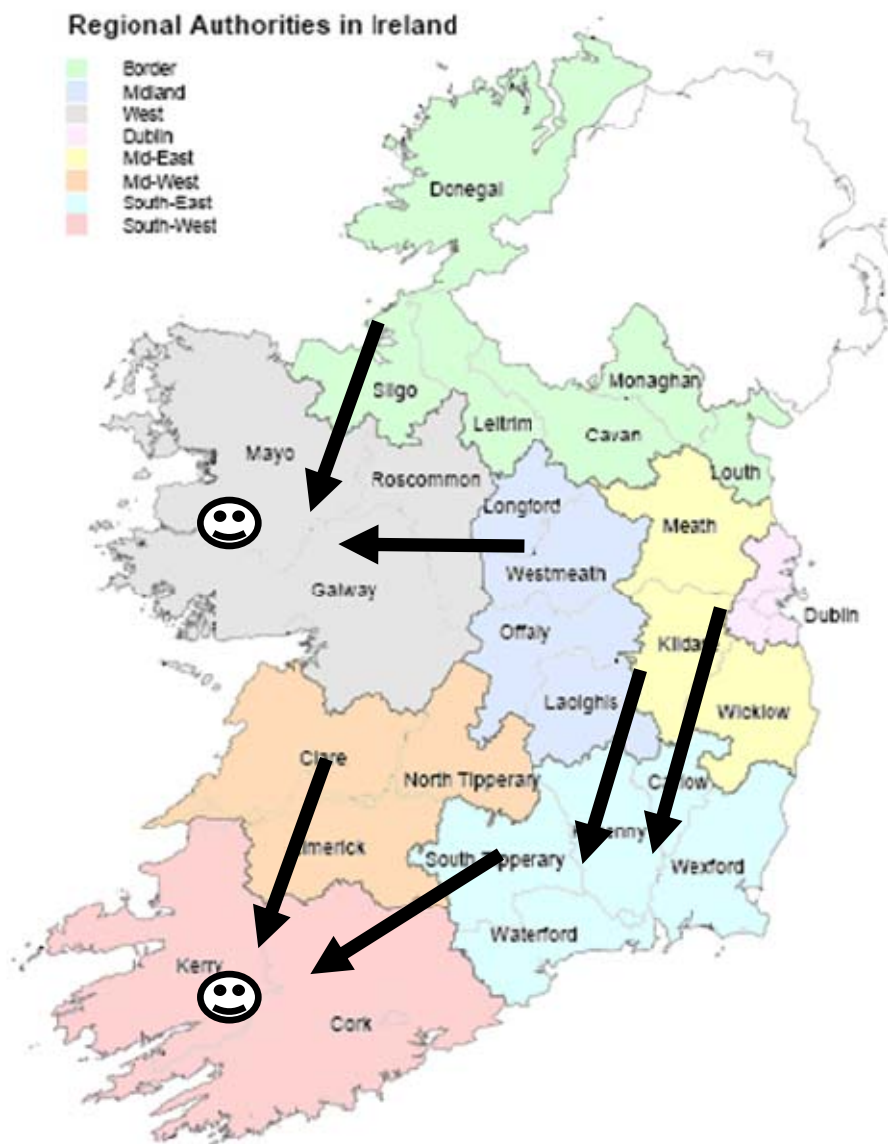 Regional Authorities in Ireland
Border
Midland
West
Dublin
Mid-East
Mid-West
South-East
South-West
Donegal
Sligo
Monaghan
Leitrim
Cavan
Mayo
Louth
Roscommon
Longford
Meath
Westmeath
Galway
Dublin
Offaly
Laoighis
Wicklow
Clare
North Tipperary
South Tipperary
Wexford
Waterford
Kerry
Cork